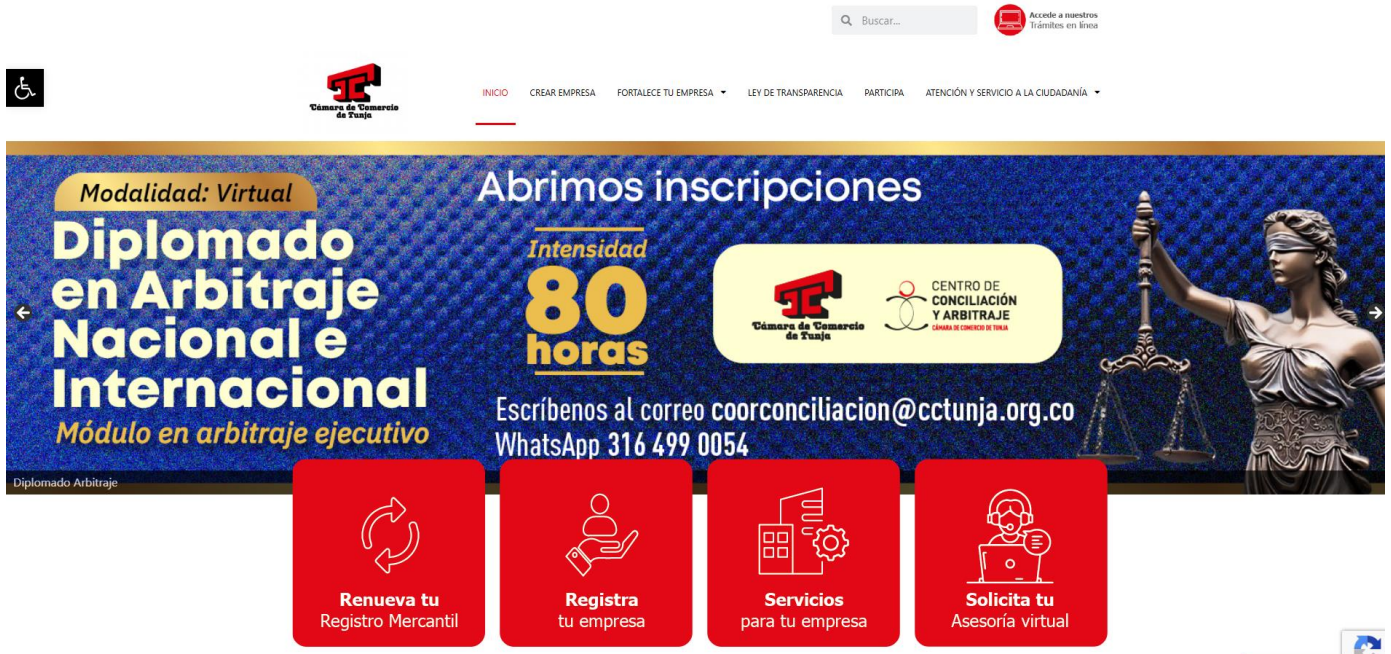 Buscar...
Accede a nuestros
Trámites en línea
Cámara de Comercio
de Tunja
INICIO
CREAR EMPRESA
FORTALECE TU EMPRESA
LEY DE TRANSPARENCIA
PARTICIPA
ATENCIÓN Y SERVICIO A LA CIUDADANÍA
Modalidad: Virtual
Diplomado
en Arbitraje
Nacional e
Internacional
Módulo en arbitraje ejecutivo
Abrimos inscripciones
Intensidad
80
horas
Cámara de Comercio
de Tunja
CENTRO DE
CONCILIACIÓN
Y ARBITRAJE
CÁMARA DE COMERCIO DE TUNJA
Escríbenos al correo coorconciliacion@cctunja.org.co
WhatsApp 316 499 0054
Diplomado Arbitraje
Renueva tu
Registro Mercantil
Registra
tu empresa
Servicios
para tu empresa
Solicita tu
Asesoría virtual